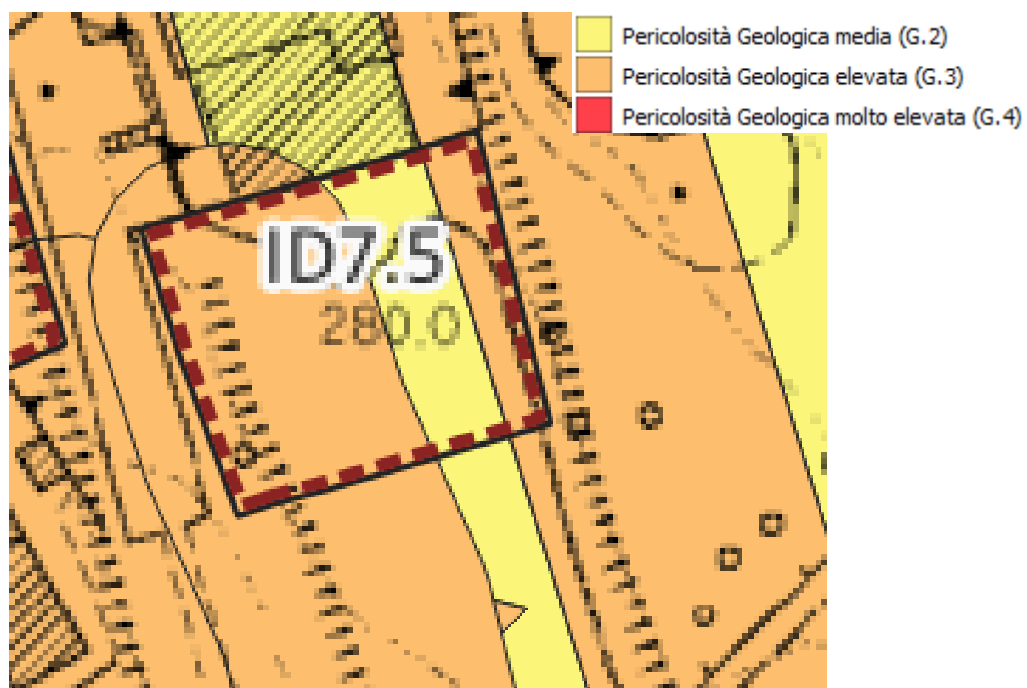 Pericolosità Geologica media (G.2)
Pericolosità Geologica elevata (G.3)
Pericolosità Geologica molto elevata (G.4)
ID7.5
280.0